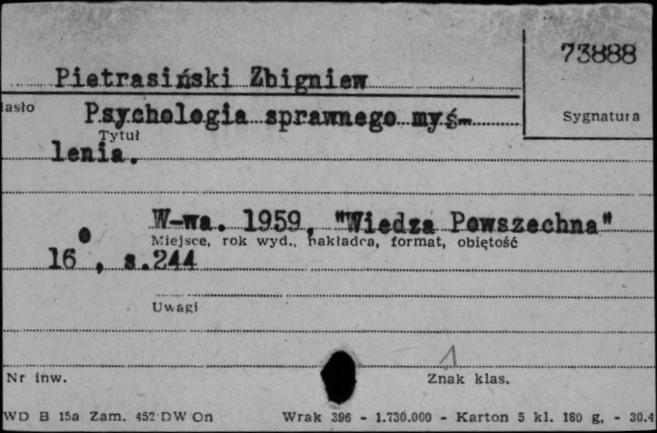 73888
Pietrasiński Zbigniew
asło
Psychologia sprawnego myś-
Sygnatura
Tytuł
lenia.
W-wa. 1959, "Wiedza Powszechna"
Miejsce, rok wyd., nakładca, format, objętość
16°, s.244
Uwagi
Nr inw.
Znak klas.
WD B 15a Zam. 452 DW On Wrak 396 - 1.730.000 - Karton 5 kl. 180 g. - 30.4